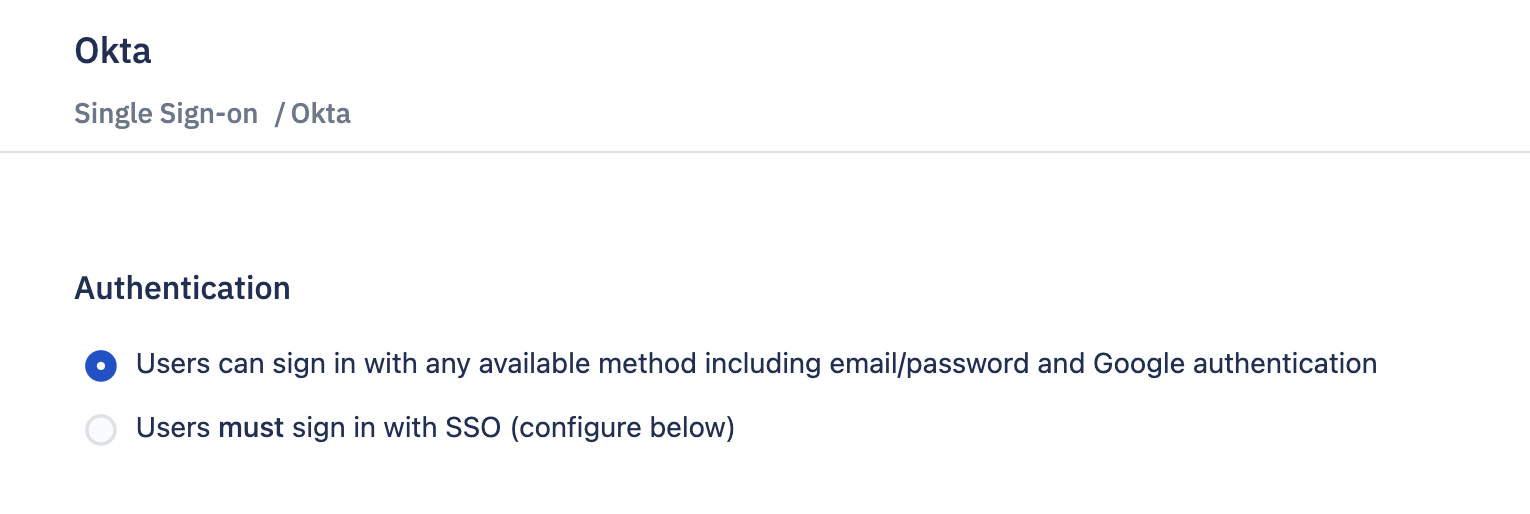 Okta
Single Sign-on / Okta
Authentication
Users can sign in with any available method including email/password and Google authentication
Users must sign in with SSO (configure below)